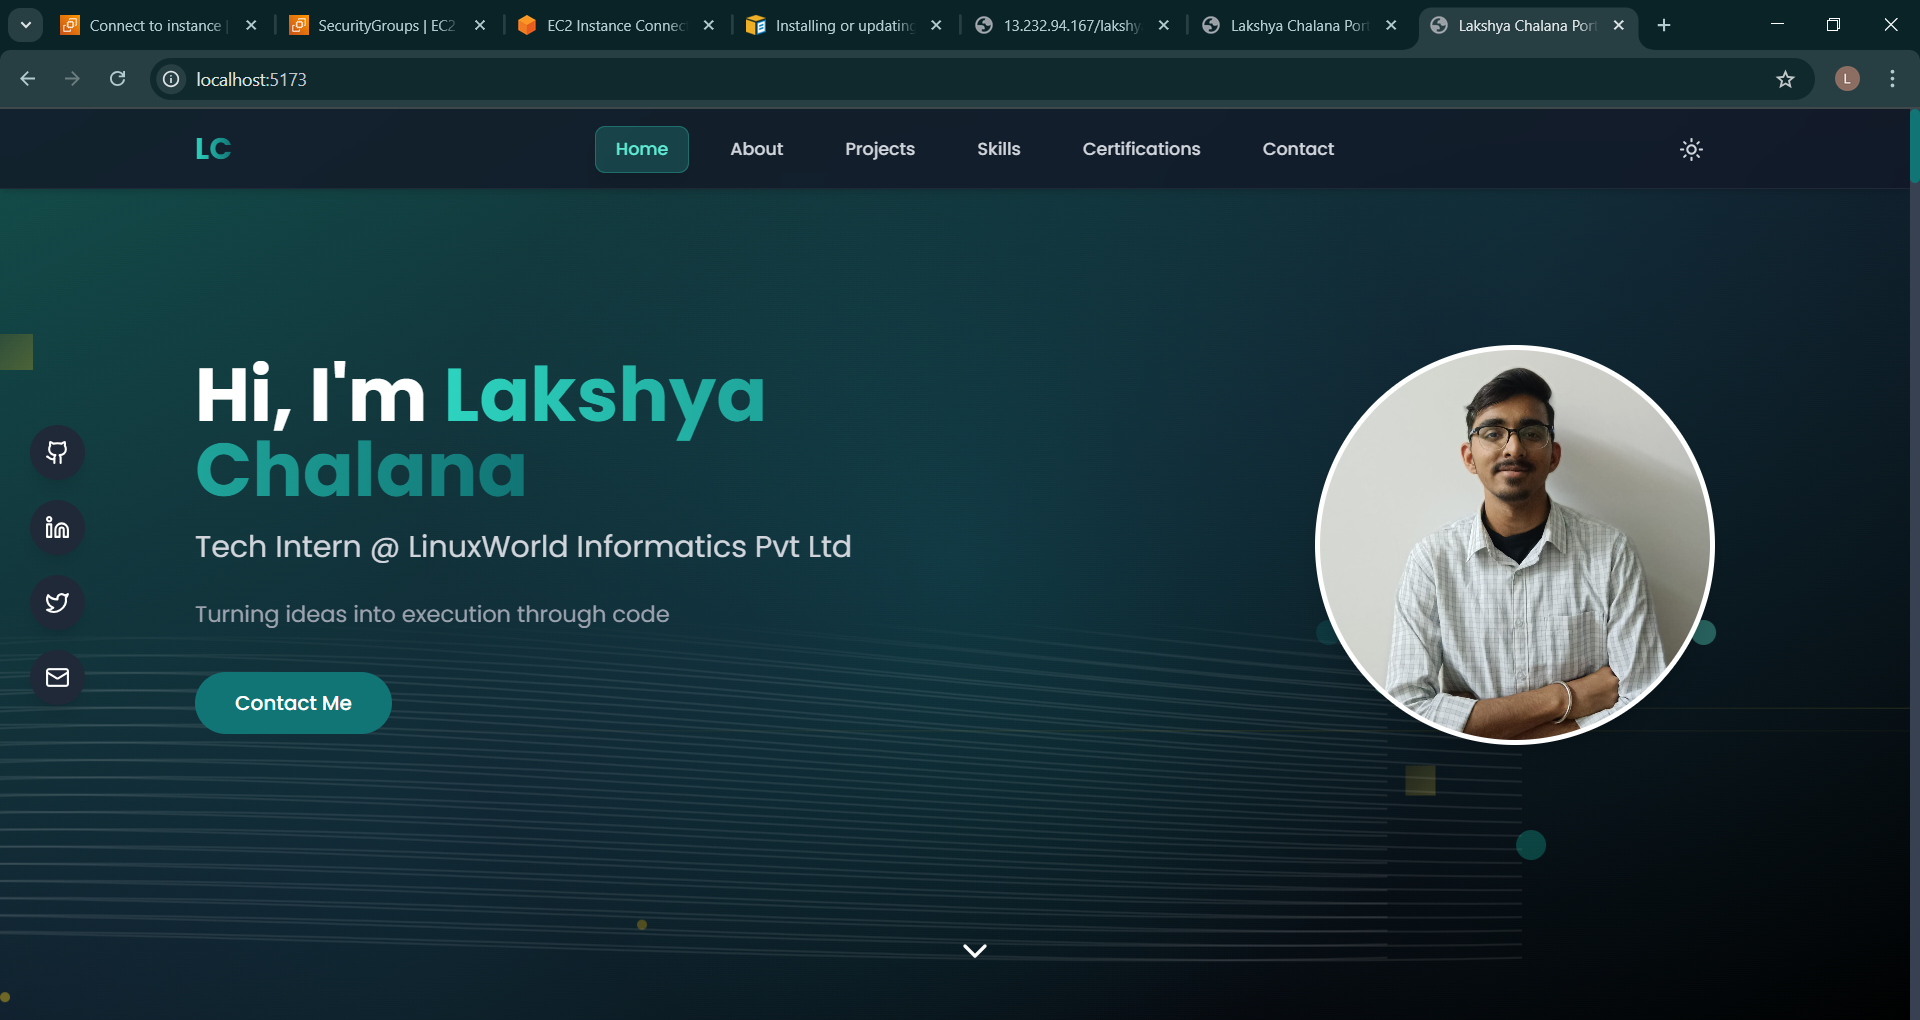 Connect to instance |
SecurityGroups | EC2
EC2 Instance Connec
Installing or updating
13.232.94.167/lakshy
Lakshya Chalana Port
Lakshya Chalana Port
localhost:5173
L
LC
Home
About
Projects
Skills
Certifications
Contact
Hi, I'm Lakshya
Chalana
Tech Intern @ LinuxWorld Informatics Pvt Ltd
Turning ideas into execution through code
Contact Me